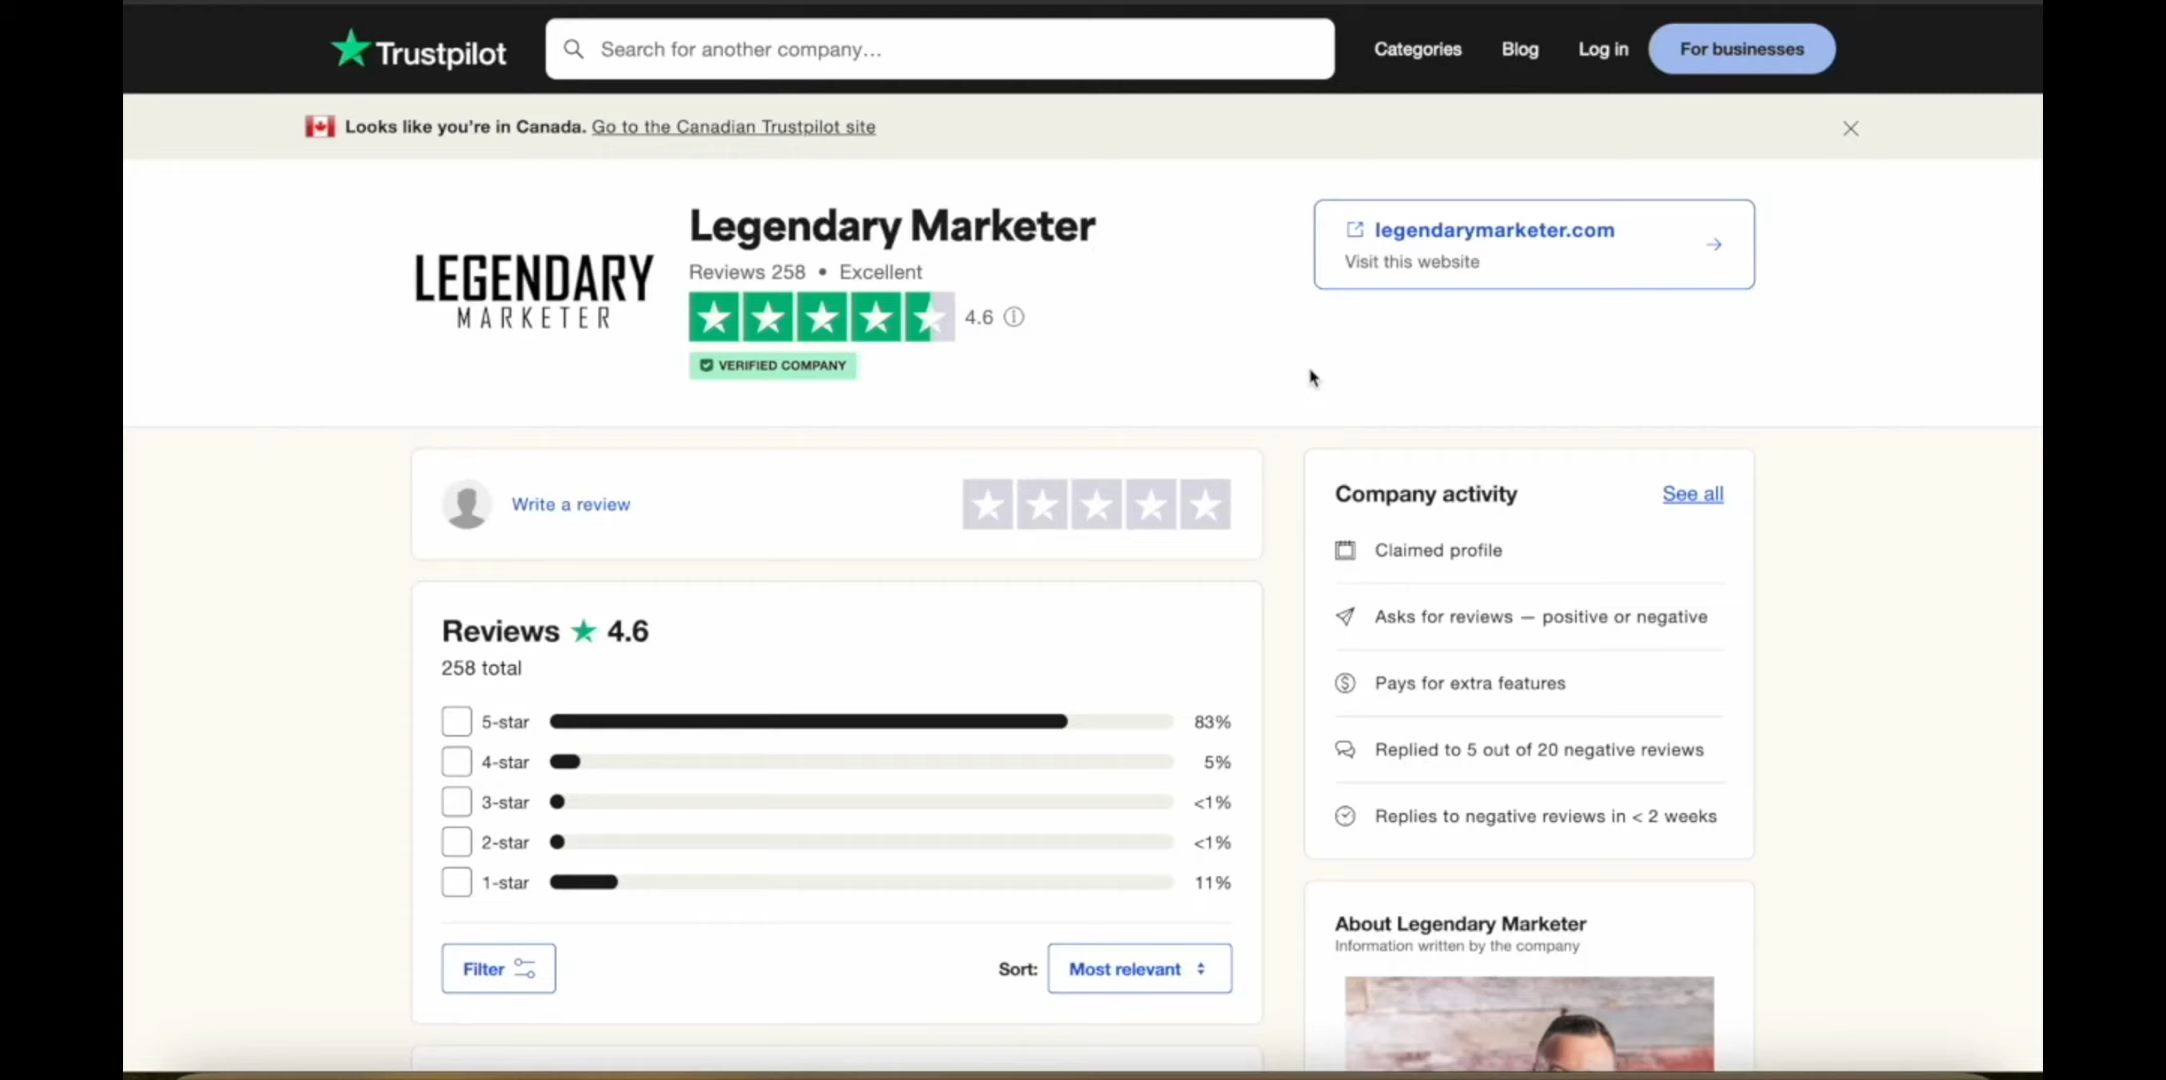 Trustpilot
Search for another company...
Categories
Blog
Log in
For businesses
Looks like you're in Canada. Go to the Canadian Trustpilot site
LEGENDARY
MARKETER
Legendary Marketer
Reviews 258 • Excellent
4.6
VERIFIED COMPANY
legendarymarketer.com
Visit this website
Write a review
Reviews 4.6
258 total
5-star 83%
4-star 5%
3-star <1%
2-star <1%
1-star 11%
Filter
Sort: Most relevant
Company activity
See all
Claimed profile
Asks for reviews — positive or negative
Pays for extra features
Replied to 5 out of 20 negative reviews
Replies to negative reviews in < 2 weeks
About Legendary Marketer
Information written by the company